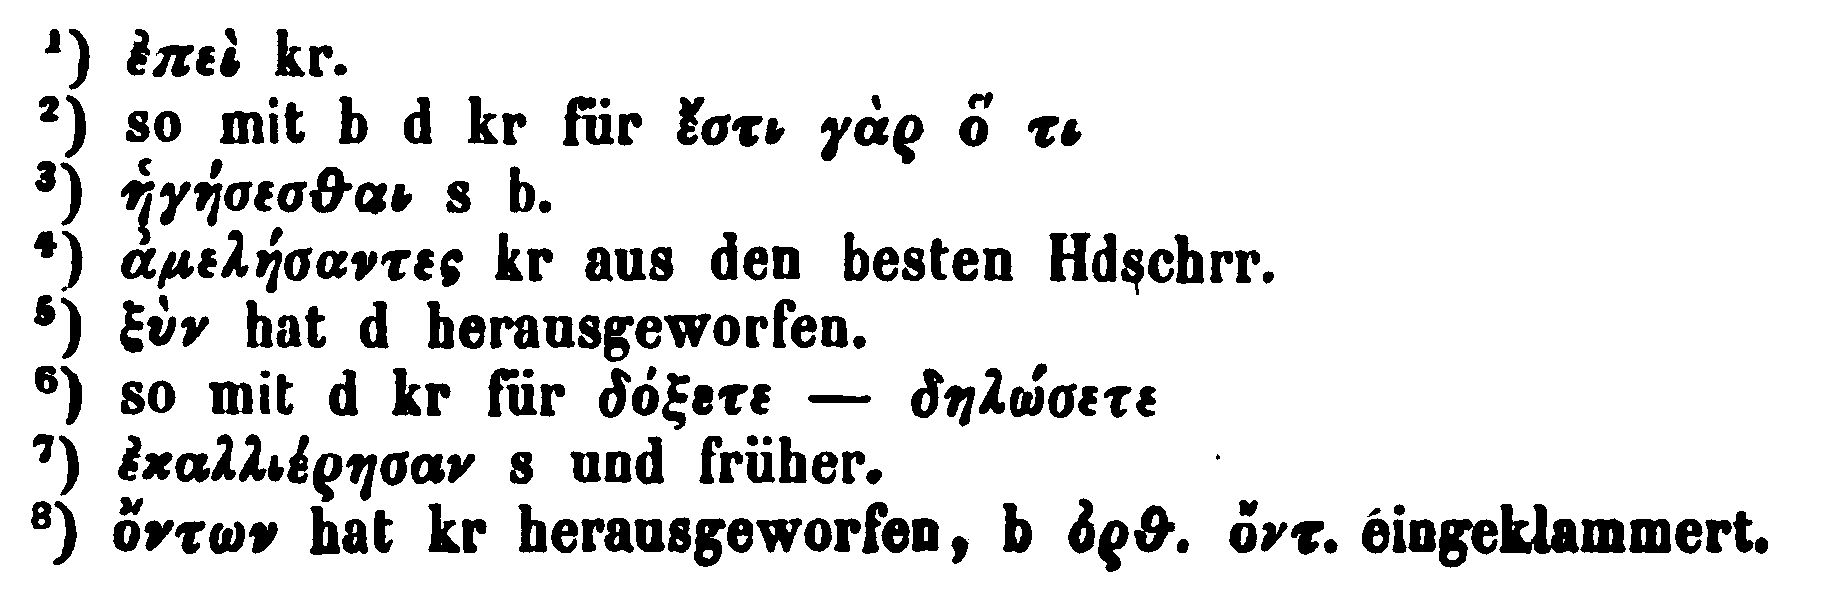 ¹) ἐπεὶ kr.
²) so mit b d kr für ἔστι γὰρ ὅ τι
³) ἡγήσεσθαι s b.
⁴) ἀμελήσαντες kr aus den besten Hdschrr.
⁵) ξὺν hat d herausgeworfen.
⁶) so mit d kr für δόξετε — δηλώσετε
⁷) ἐκαλλιέρησαν s und früher.
⁸) ὄντων hat kr herausgeworfen, b ὀρθ. ὄντ. eingeklammert.